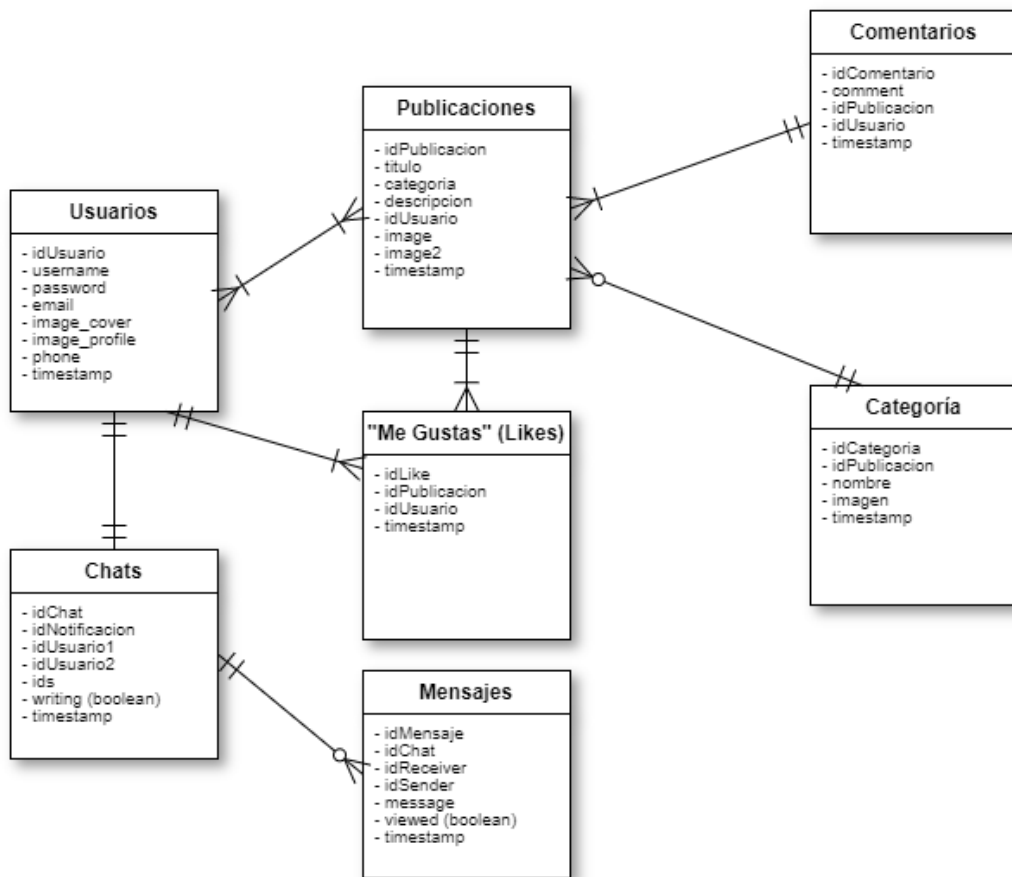 Comentarios
- idComentario
- comment
- idPublicacion
- idUsuario
- timestamp
Publicaciones
- idPublicacion
- titulo
- categoria
- descripcion
- idUsuario
- image
- image2
- timestamp
Usuarios
- idUsuario
- username
- password
- email
- image_cover
- image_profile
- phone
- timestamp
Categoría
- idCategoria
- idPublicacion
- nombre
- imagen
- timestamp
"Me Gustas" (Likes)
- idLike
- idPublicacion
- idUsuario
- timestamp
Chats
- idChat
- idNotificacion
- idUsuario1
- idUsuario2
- ids
- writing (boolean)
- timestamp
Mensajes
- idMensaje
- idChat
- idReceiver
- idSender
- message
- viewed (boolean)
- timestamp